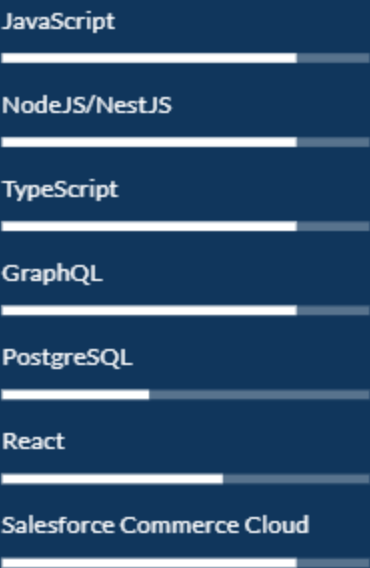 JavaScript
NodeJS/NestJS
TypeScript
GraphQL
PostgreSQL
React
Salesforce Commerce Cloud